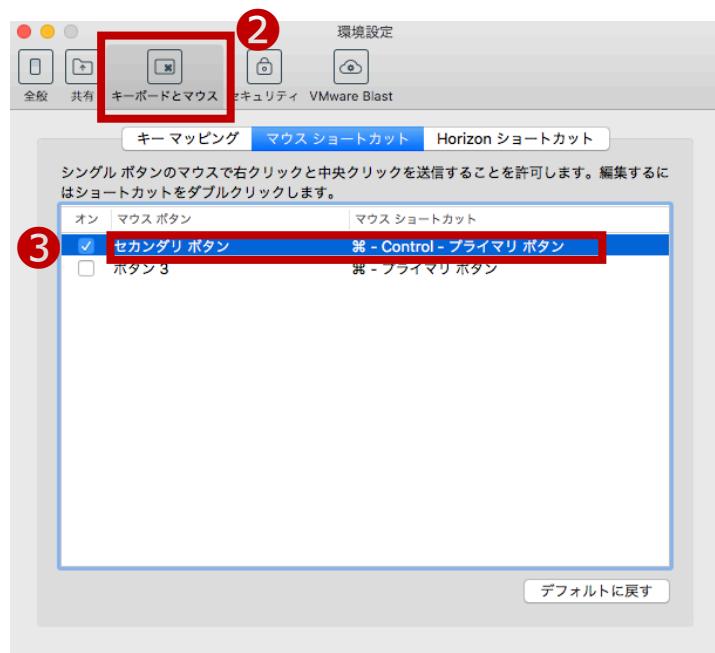 2
環境設定
全般 共有 キーボードとマウス セキュリティ VMware Blast
キー マッピング マウス ショートカット Horizon ショートカット
シングル ボタンのマウスで右クリックと中央クリックを送信することを許可します。編集するに
はショートカットをダブルクリックします。
オン マウス ボタン マウス ショートカット
3 セカンダリ ボタン ⌘ - Control - プライマリ ボタン
ボタン 3 ⌘ - プライマリ ボタン
デフォルトに戻す